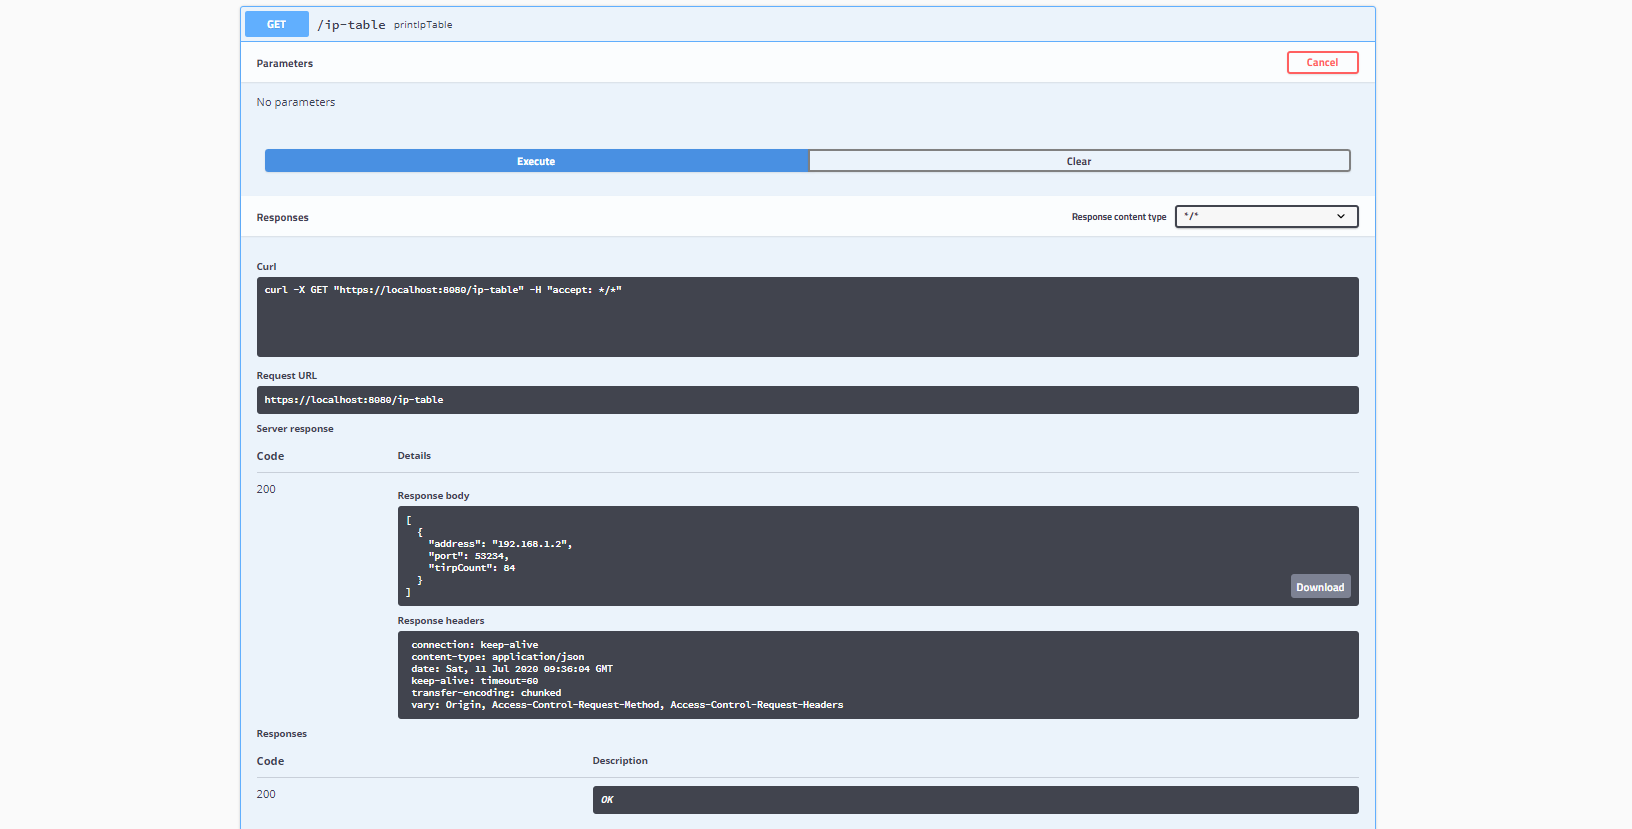 GET /ip-table printIpTable
Parameters
Cancel
No parameters
Execute
Clear
Responses
Response content type
*/*
Curl
curl -X GET "https://localhost:8080/ip-table" -H "accept: */*"
Request URL
https://localhost:8080/ip-table
Server response
Code
Details
200
Response body
[
  {
    "address": "192.168.1.2",
    "port": 53234,
    "tirpCount": 84
  }
]
Download
Response headers
connection: keep-alive
content-type: application/json
date: Sat, 11 Jul 2020 09:36:04 GMT
keep-alive: timeout=60
transfer-encoding: chunked
vary: Origin, Access-Control-Request-Method, Access-Control-Request-Headers
Responses
Code
Description
200
OK